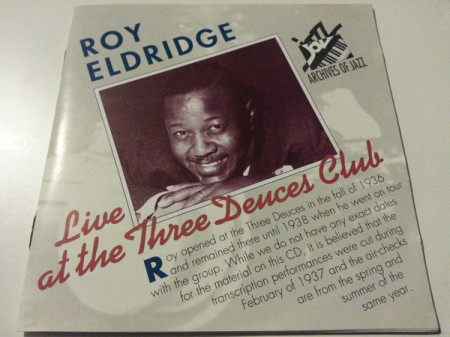 ROY
ELDRIDGE
jazz
ARCHIVES OF JAZZ
Live
at the Three Deuces Club
Roy opened at the Three Deuces in the fall of 1936
and remained there until 1938 when he went on tour
with the group. While we do not have any exact dates
for the material on this CD, it is believed that the
transcription performances were cut during
February of 1937 and the airchecks
are from the spring and
summer of the
same year.